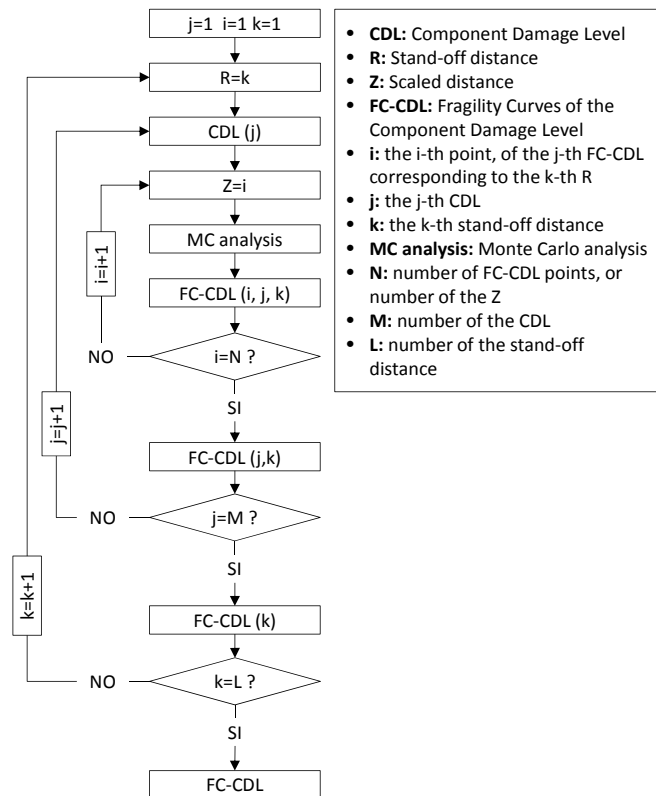 j=1 i=1 k=1
R=k
CDL (j)
Z=i
MC analysis
i=i+1
FC-CDL (i, j, k)
NO
i=N ?
SI
j=j+1
FC-CDL (j,k)
NO
j=M ?
SI
k=k+1
FC-CDL (k)
NO
k=L ?
SI
FC-CDL
• CDL: Component Damage Level
• R: Stand-off distance
• Z: Scaled distance
• FC-CDL: Fragility Curves of the
Component Damage Level
• i: the i-th point, of the j-th FC-CDL
corresponding to the k-th R
• j: the j-th CDL
• k: the k-th stand-off distance
• MC analysis: Monte Carlo analysis
• N: number of FC-CDL points, or
number of the Z
• M: number of the CDL
• L: number of the stand-off
distance